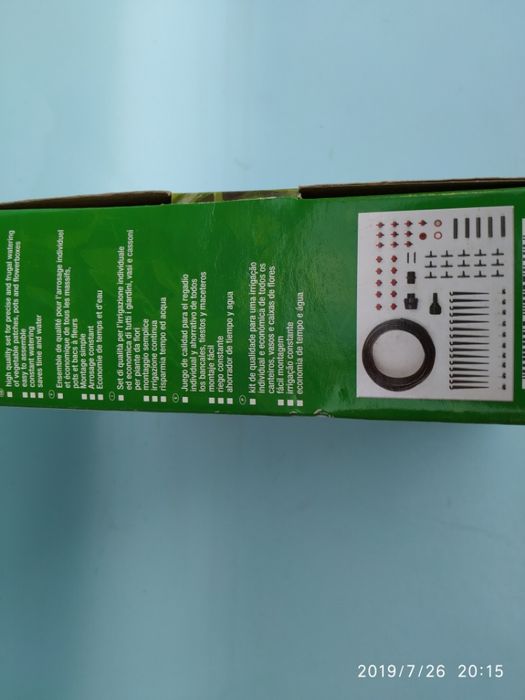 high quality set for precise and frugal watering
of vegetable patches, pots and flowerboxes
easy to assemble
constant watering
saves time and water
Ensemble de qualité pour l'arrosage individuel
et économique de tous les massifs,
pots et bacs à fleurs
Montage simple
Arrosage constant
Economie de temps et d'eau
Set di qualità per l'irrigazione individuale
ed economica di tutti i giardini, vasi e cassoni
per pianta da fiori
montaggio semplice
irrigazone continua
risparmia tempo ed acqua
Juego de calidad para el regadio
individual y ahorrativo de todos
los bancales, tiestos y maceteros
montaje fácil
riego constante
ahorrador de tiempo y agua
kit de qualidade para uma irrigação
individual e económica de todos os
canteiros, vasos e caixas de flores
fácil montagem
irrigação constante
economia de tempo e água
2019/7/26 20:15